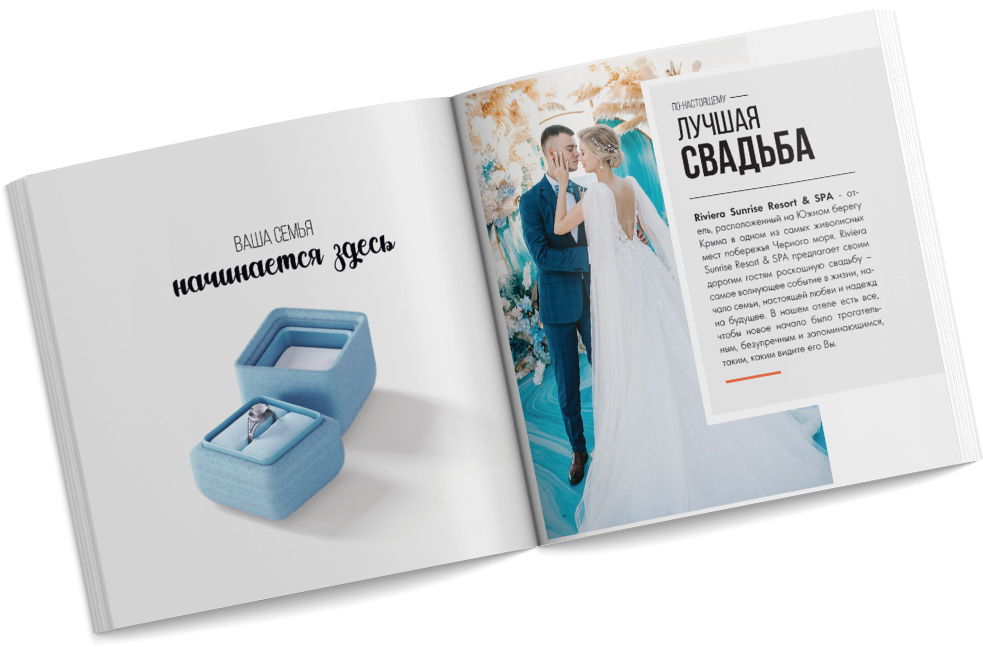 ВАША СЕМЬЯ
начинается здесь
ПО-НАСТОЯЩЕМУ
ЛУЧШАЯ
СВАДЬБА
Riviera Sunrise Resort & SPA - от-
ель, расположенный на Южном берегу
Крыма в одном из самых живописных
мест побережья Черного моря. Riviera
Sunrise Resort & SPA предлагает своим
дорогим гостям роскошную свадьбу –
самое волнующее событие в жизни, на-
чало семьи, настоящей любви и надежд
на будущее. В нашем отеле есть все,
чтобы новое начало было трогатель-
ным, безупречным и запоминающимся,
таким, каким видите его Вы.